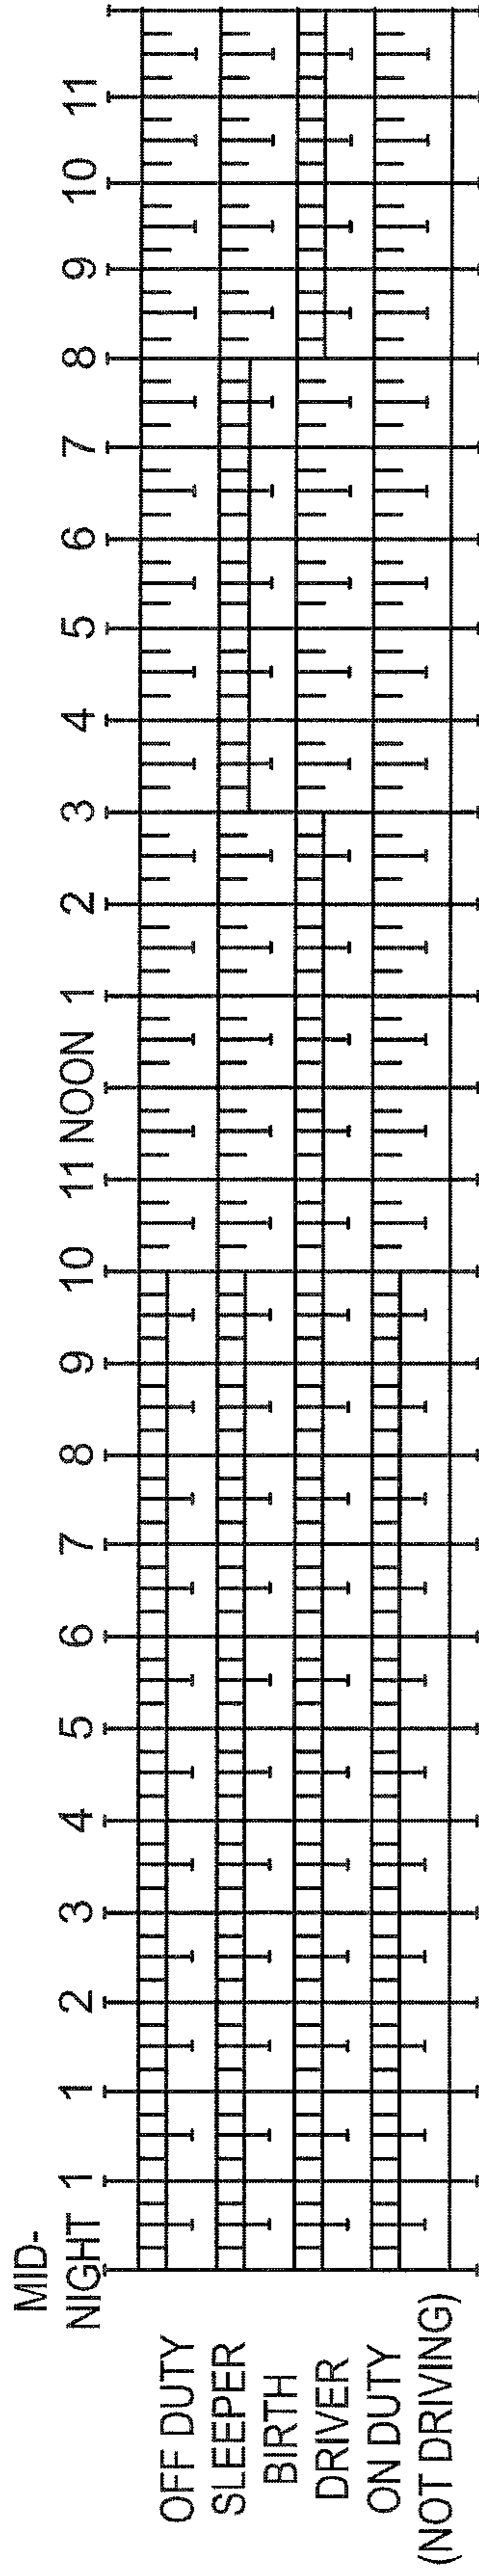 MID-
NIGHT 1 1 2 3 4 5 6 7 8 9 10 11 NOON 1 2 3 4 5 6 7 8 9 10 11
OFF DUTY
SLEEPER
BIRTH
DRIVER
ON DUTY
(NOT DRIVING)